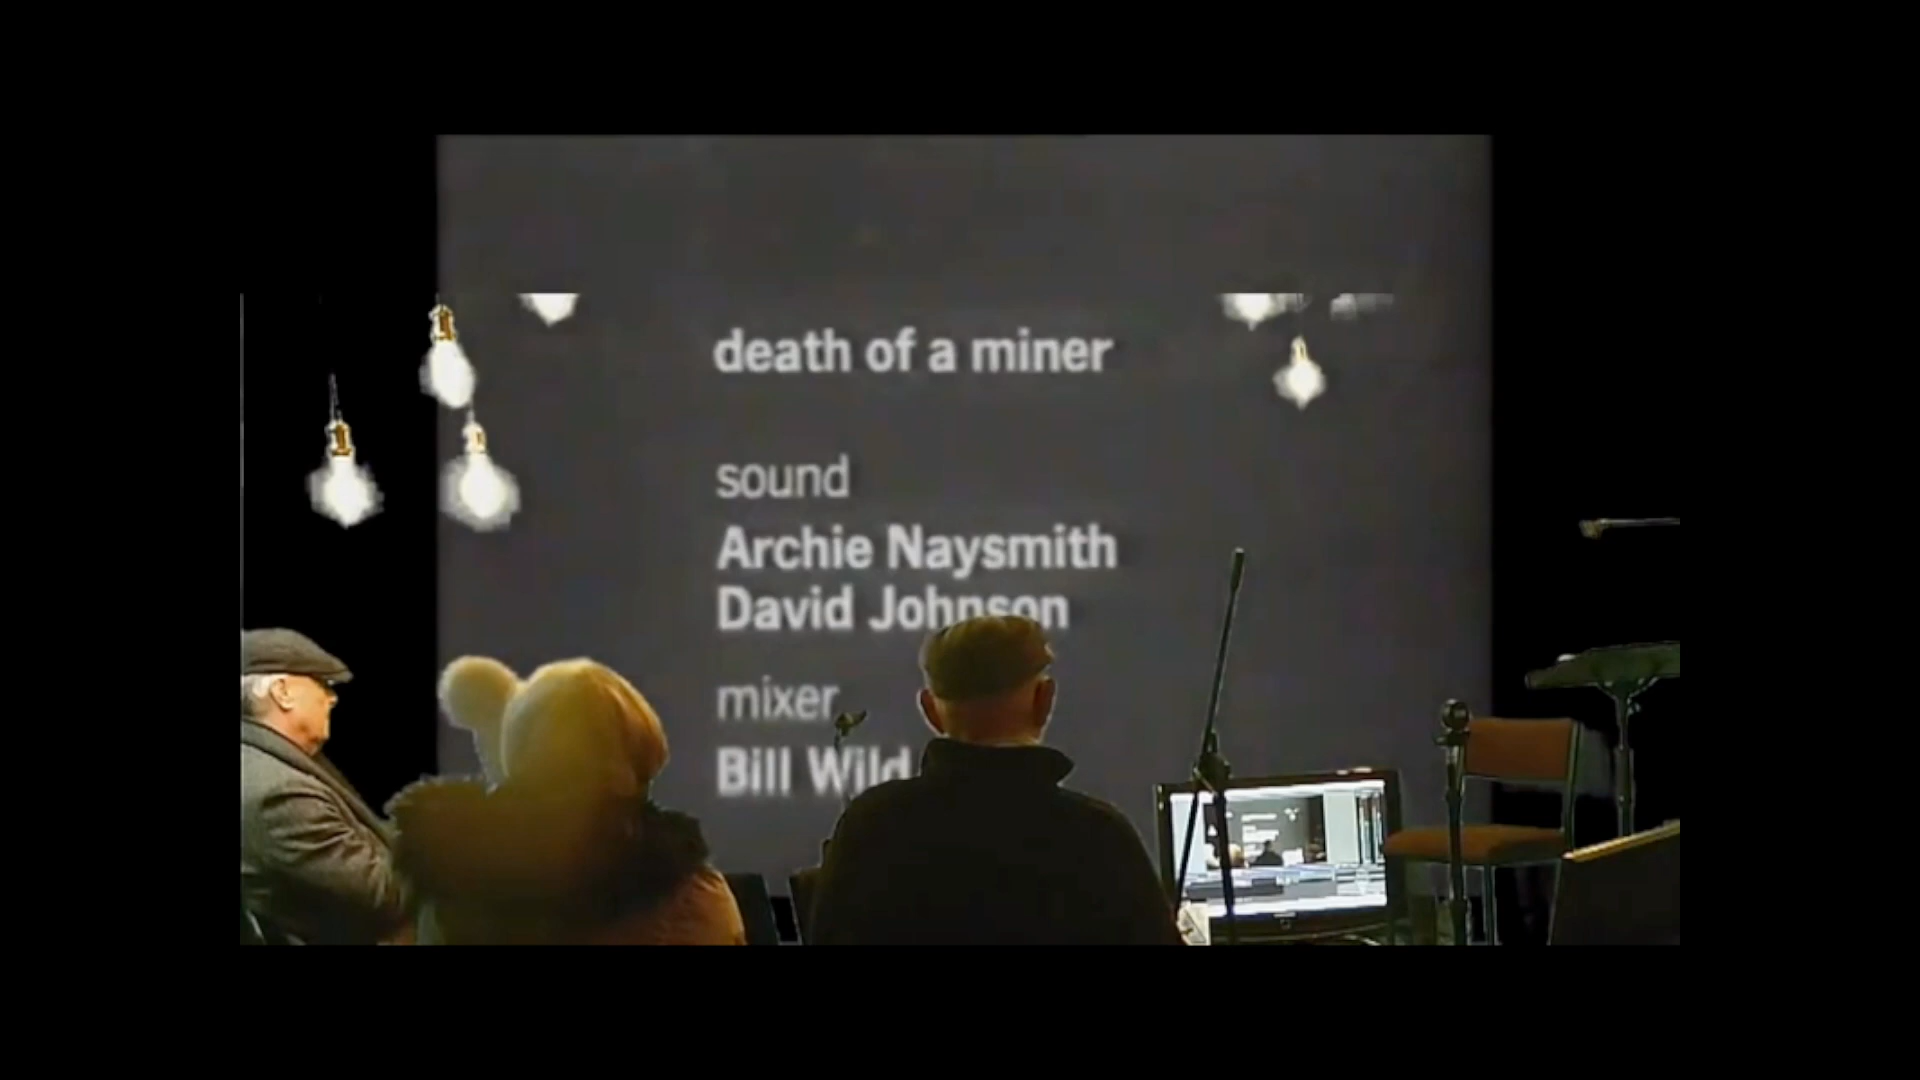 death of a miner
sound
Archie Naysmith
David Johnson
mixer
Bill Wild